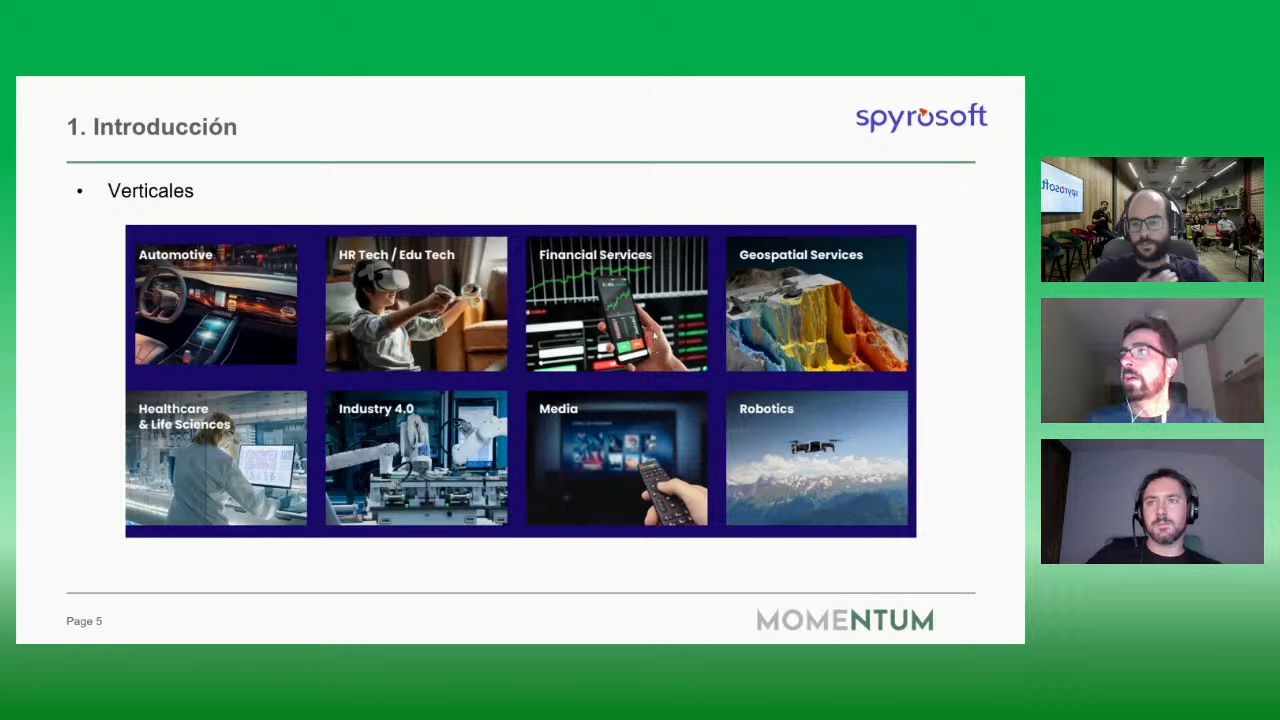 1. Introducción
spyrosoft
• Verticales
Automotive
HR Tech / Edu Tech
Financial Services
Geospatial Services
Healthcare
& Life Sciences
Industry 4.0
Media
Robotics
Page 5
MOMENTUM
spyrosoft